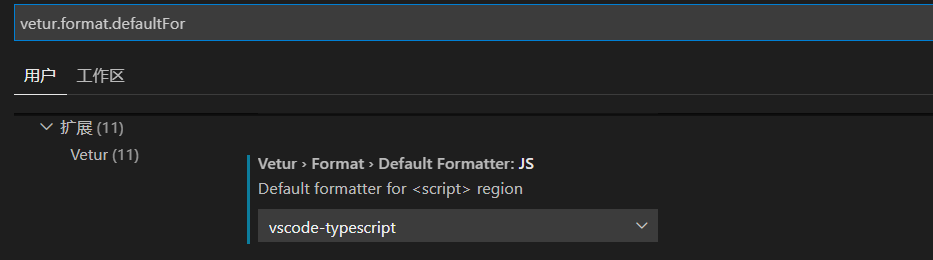 vetur.format.defaultFor
用户 工作区
扩展 (11)
Vetur (11)
Vetur › Format › Default Formatter: JS
Default formatter for <script> region
vscode-typescript